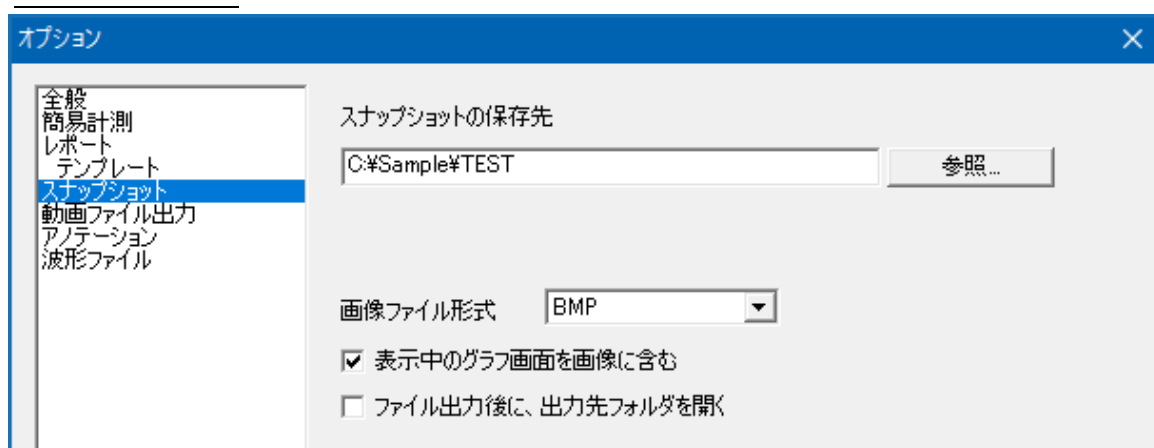 オプション
全般
簡易計測
レポート
テンプレート
スナップショット
動画ファイル出力
アノテーション
波形ファイル
スナップショットの保存先
C:¥Sample¥TEST
参照...
画像ファイル形式
BMP
表示中のグラフ画面を画像に含む
ファイル出力後に、出力先フォルダを開く